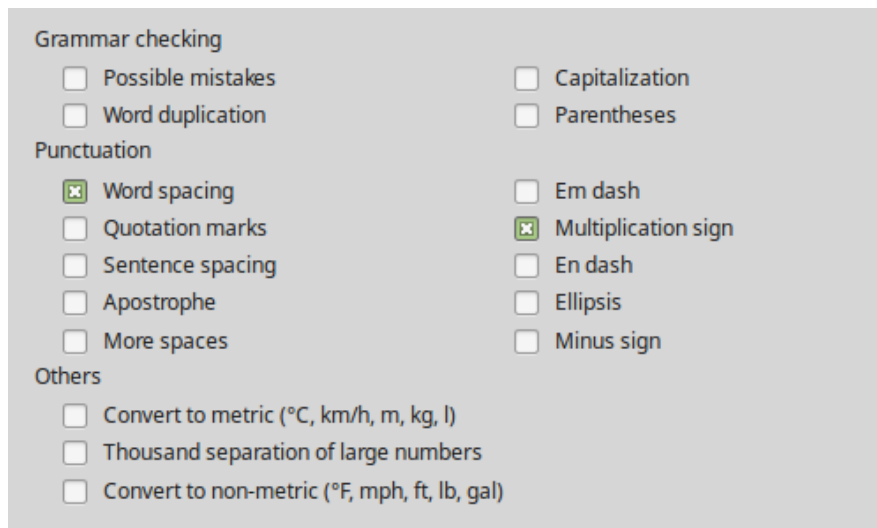 Grammar checking
Possible mistakes Capitalization
Word duplication Parentheses
Punctuation
Word spacing Em dash
Quotation marks Multiplication sign
Sentence spacing En dash
Apostrophe Ellipsis
More spaces Minus sign
Others
Convert to metric (°C, km/h, m, kg, l)
Thousand separation of large numbers
Convert to non-metric (°F, mph, ft, lb, gal)